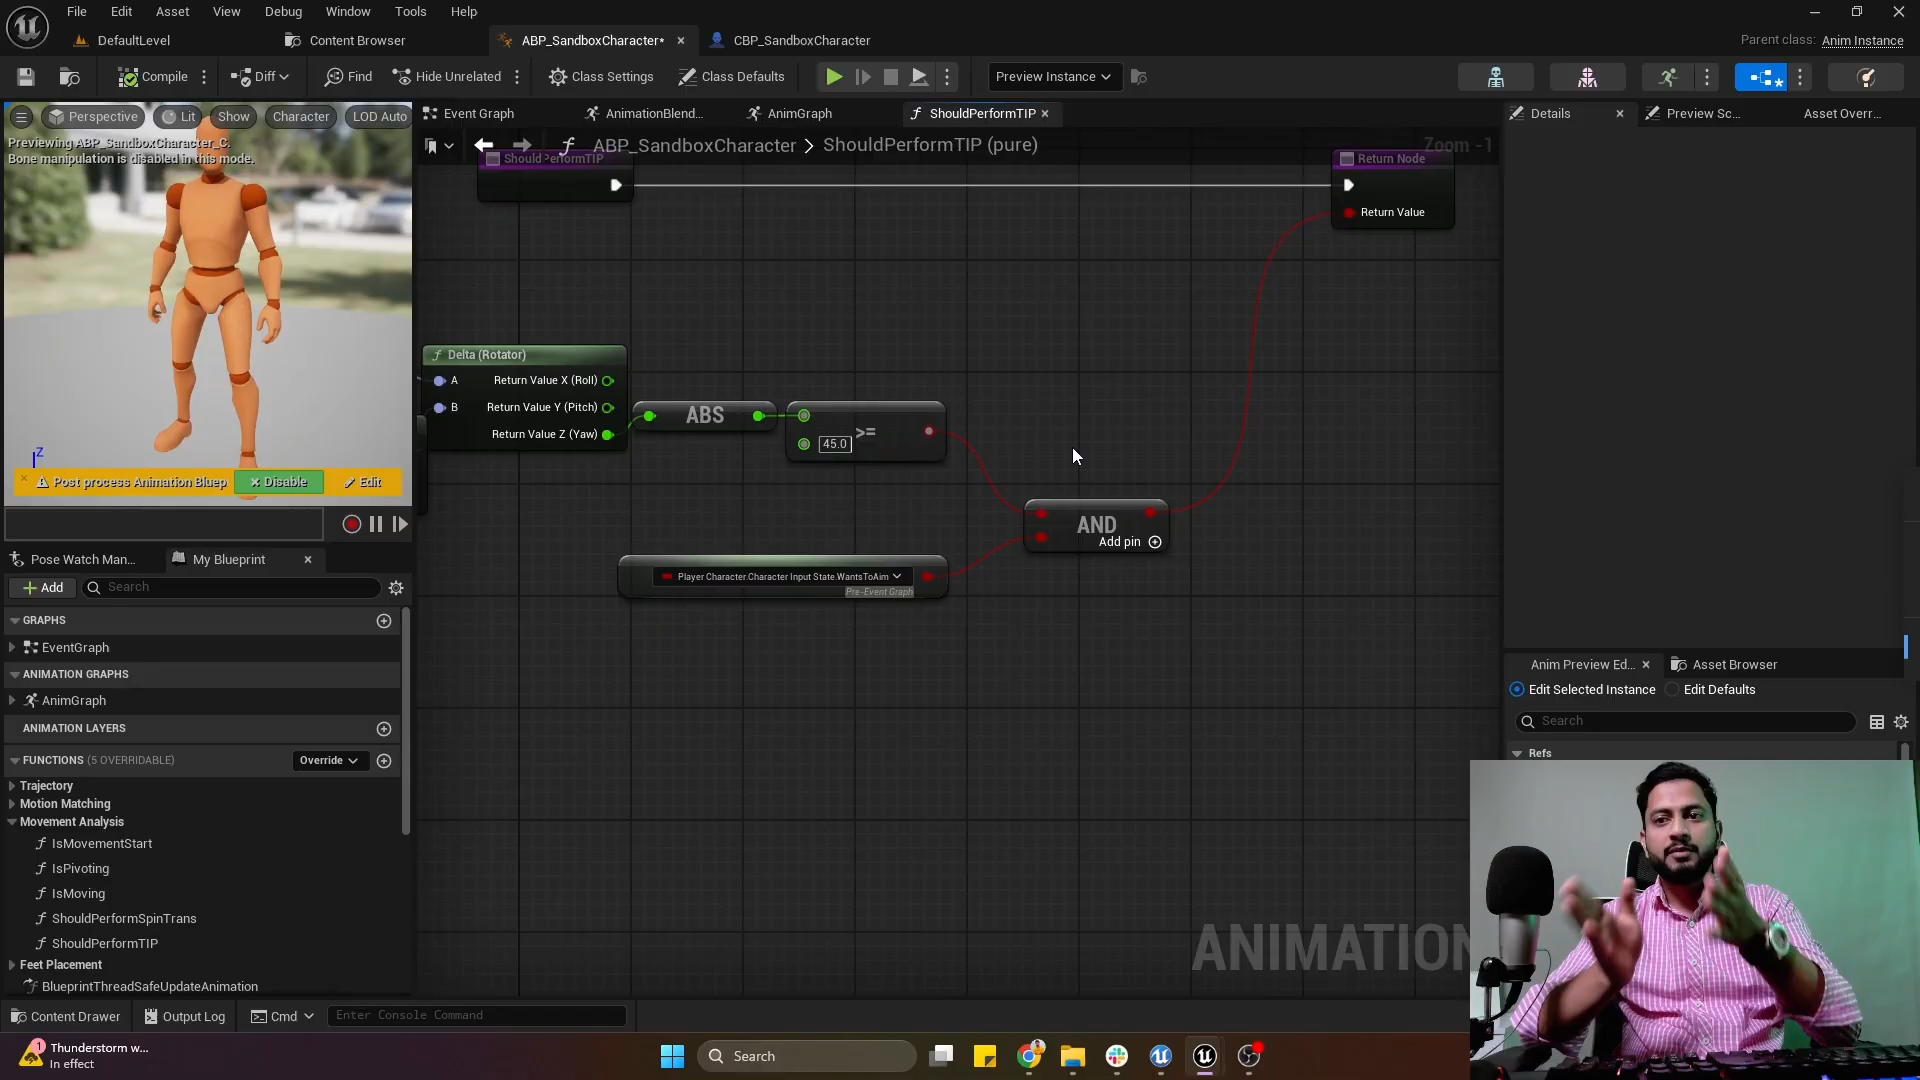 File Edit Asset View Debug Window Tools Help
DefaultLevel Content Browser ABP_SandboxCharacter* CBP_SandboxCharacter Parent class: Anim Instance
Compile Diff Find Hide Unrelated Class Settings Class Defaults Preview Instance
Perspective Lit Show Character LOD Auto
Previewing ABP_SandboxCharacter_C.
Bone manipulation is disabled in this mode.
Z
Post process Animation Bluep Disable Edit
Event Graph AnimationBlend... AnimGraph ShouldPerformTIP
ABP_SandboxCharacter > ShouldPerformTIP (pure)
Zoom -1
Return Node
Return Value
Delta (Rotator)
A Return Value X (Roll)
B Return Value Y (Pitch)
Return Value Z (Yaw)
ABS
45.0 >=
AND
Add pin
Player Character.Character Input State.WantsToAim
Pre-Event Graph
ANIMATION
Pose Watch Man... My Blueprint
Add Search
GRAPHS
EventGraph
ANIMATION GRAPHS
AnimGraph
ANIMATION LAYERS
FUNCTIONS (5 OVERRIDABLE) Override
Trajectory
Motion Matching
Movement Analysis
IsMovementStart
IsPivoting
IsMoving
ShouldPerformSpinTrans
ShouldPerformTIP
Feet Placement
BlueprintThreadSafeUpdateAnimation
Details Preview Sc... Asset Overr...
Anim Preview Ed... Asset Browser
Edit Selected Instance Edit Defaults
Search
Refs
Content Drawer Output Log Cmd Enter Console Command
1 Thunderstorm w...
In effect
Search